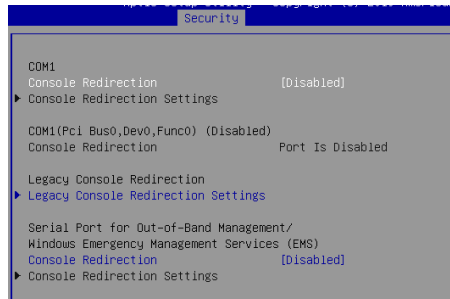 Security
COM1
Console Redirection [Disabled]
Console Redirection Settings
COM1(Pci Bus0,Dev0,Func0) (Disabled)
Console Redirection Port Is Disabled
Legacy Console Redirection
Legacy Console Redirection Settings
Serial Port for Out-of-Band Management/
Windows Emergency Management Services (EMS)
Console Redirection [Disabled]
Console Redirection Settings